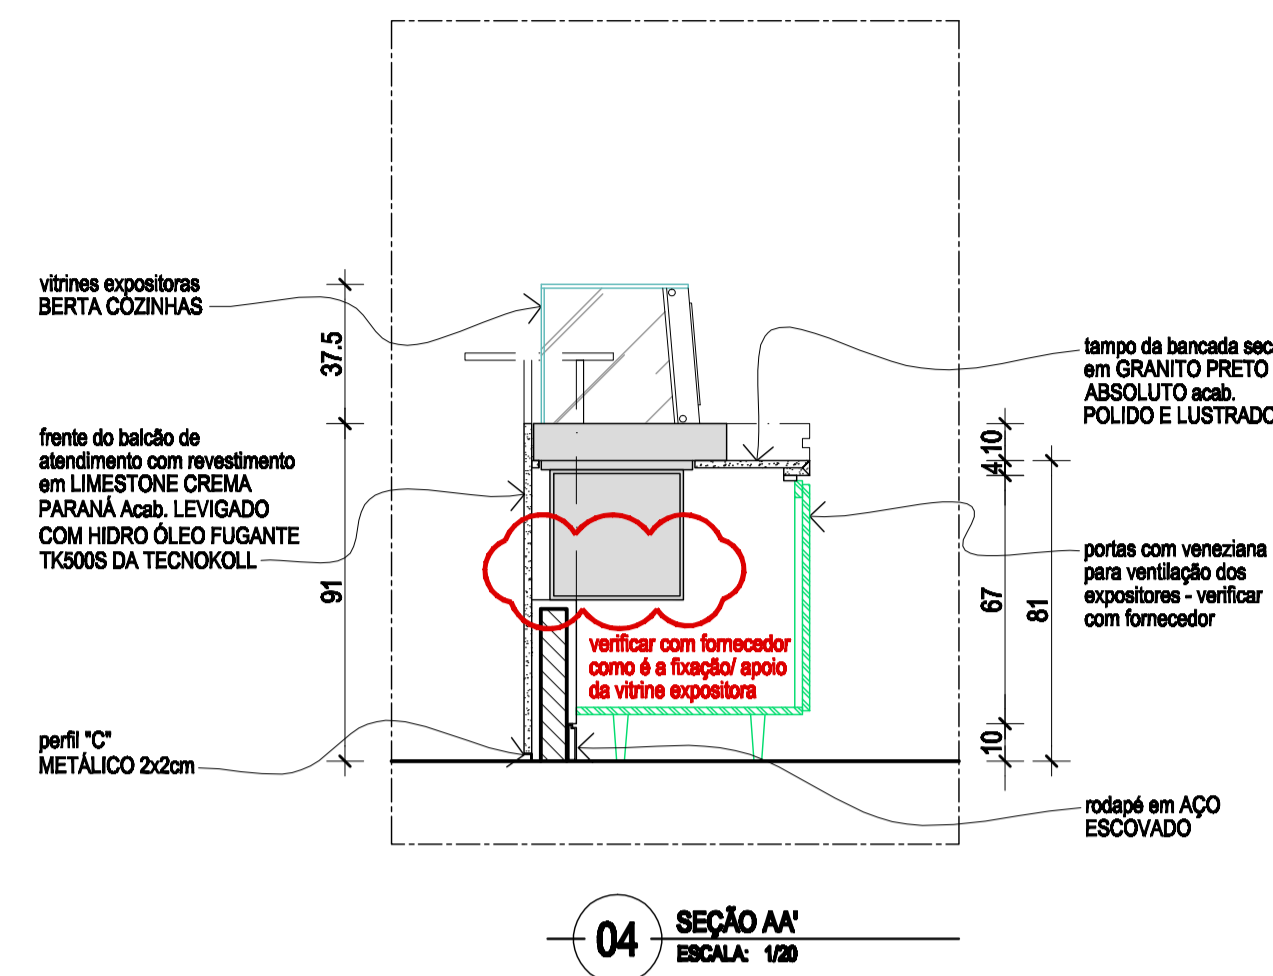 vitrines expositoras
BERTA COZINHAS
37.5
frente do balcão de
atendimento com revestimento
em LIMESTONE CREMA
PARANÁ Acab. LEVIGADO
COM HIDRO ÓLEO FUGANTE
TK500S DA TECNOKOLL
91
perfil "C"
METÁLICO 2x2cm
verificar com fornecedor
como é a fixação/ apoio
da vitrine expositora
tampo da bancada sec
em GRANITO PRETO
ABSOLUTO acab.
POLIDO E LUSTRADO
10
4
67
81
10
portas com veneziana
para ventilação dos
expositores - verificar
com fornecedor
rodapé em AÇO
ESCOVADO
04
SEÇÃO AA'
ESCALA: 1/20